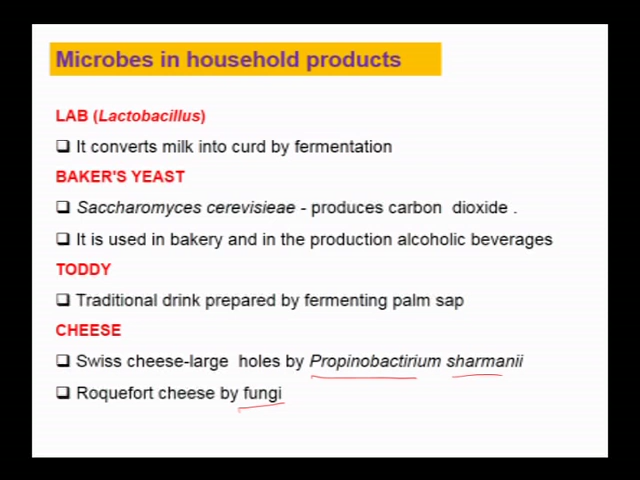 Microbes in household products
LAB (Lactobacillus)
❑ It converts milk into curd by fermentation
BAKER'S YEAST
❑ Saccharomyces cerevisieae - produces carbon dioxide .
❑ It is used in bakery and in the production alcoholic beverages
TODDY
❑ Traditional drink prepared by fermenting palm sap
CHEESE
❑ Swiss cheese-large holes by Propinobactirium sharmanii
❑ Roquefort cheese by fungi